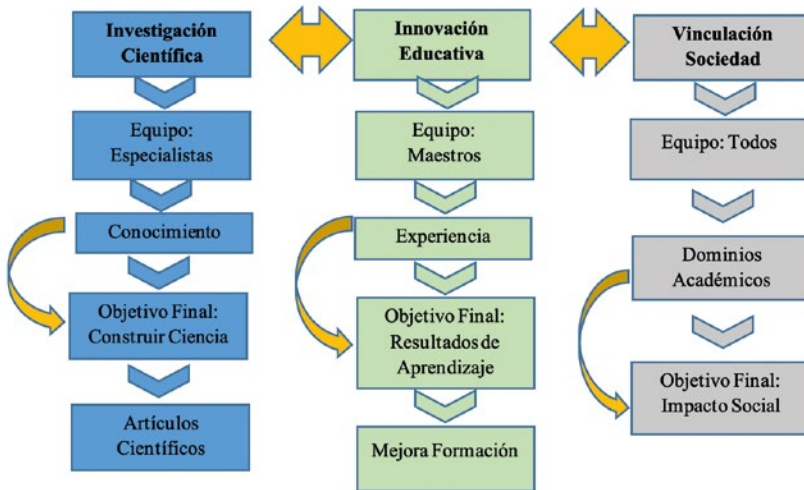 Investigación
Científica
Equipo:
Especialistas
Conocimiento
Objetivo Final:
Construir Ciencia
Artículos
Científicos
Innovación
Educativa
Equipo:
Maestros
Experiencia
Objetivo Final:
Resultados de
Aprendizaje
Mejora Formación
Vinculación
Sociedad
Equipo: Todos
Dominios
Académicos
Objetivo Final:
Impacto Social